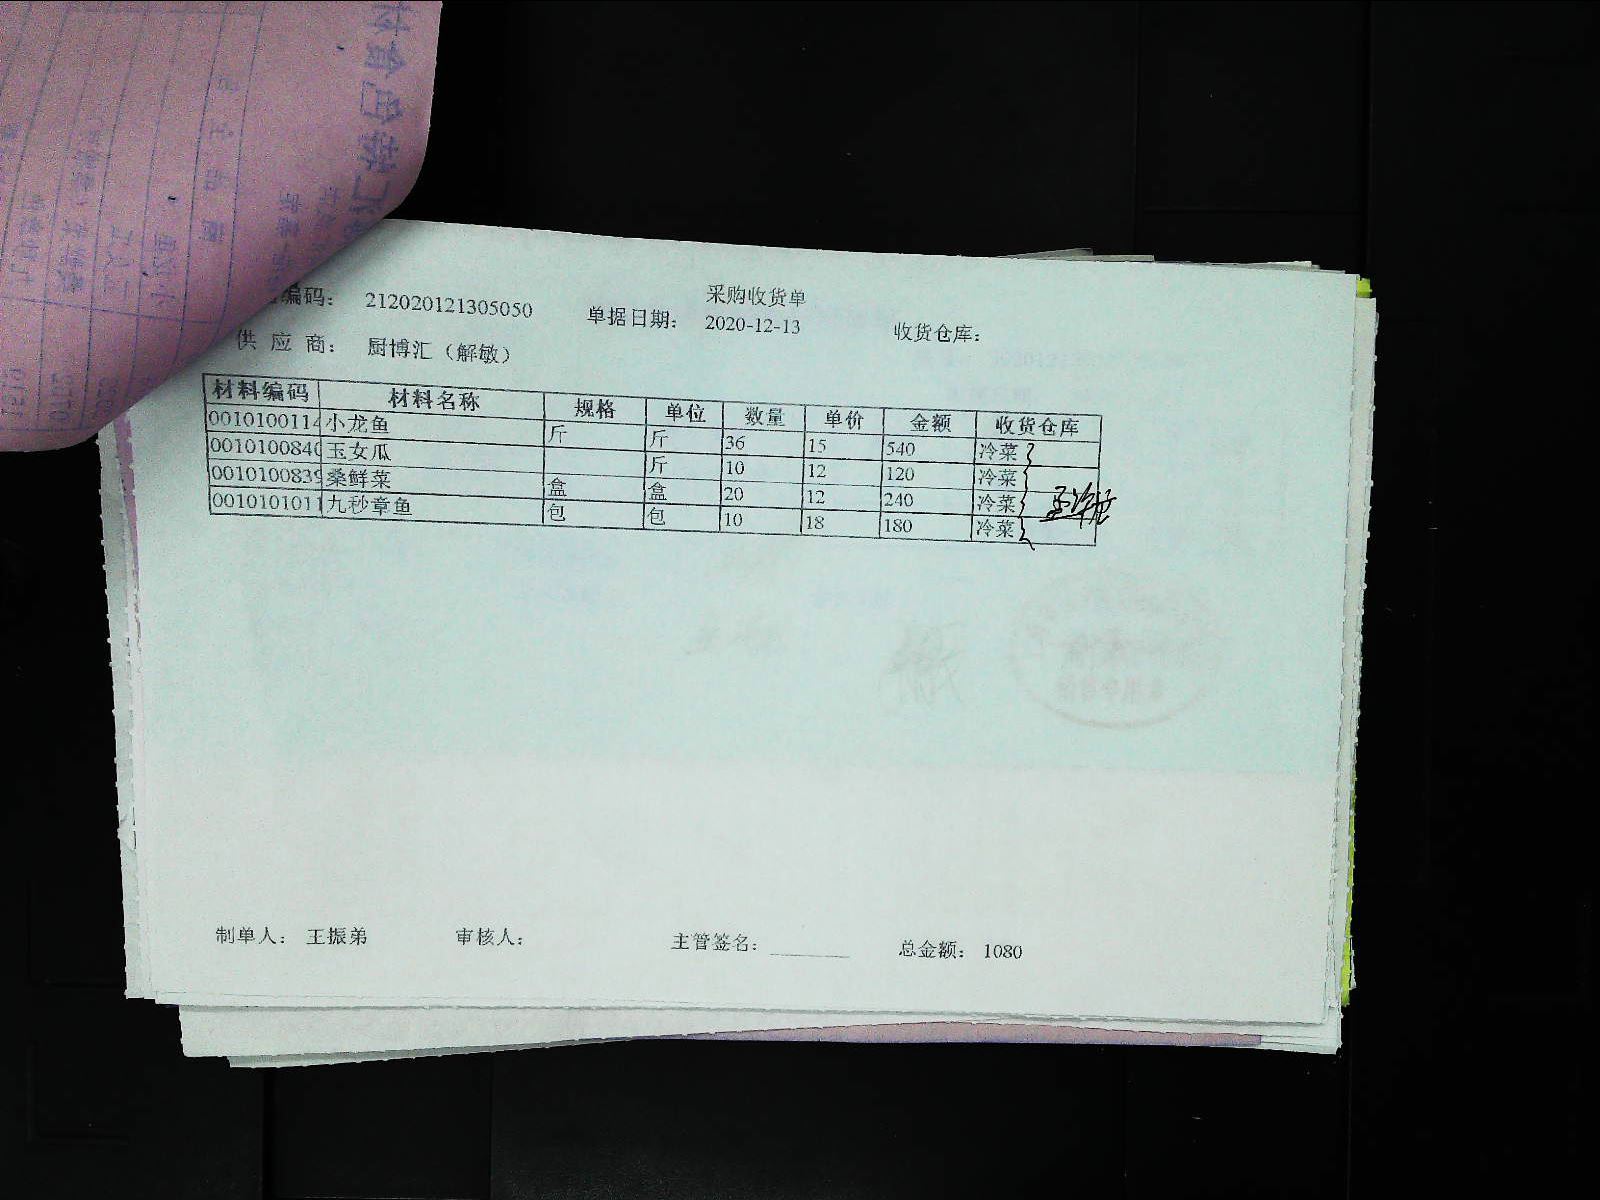 采购收货单
编码： 212020121305050 单据日期： 2020-12-13 收货仓库：
供 应 商： 厨博汇（解敏）
材料编码 材料名称 规格 单位 数量 单价 金额 收货仓库
0010100114 小龙鱼 斤 斤 36 15 540 冷菜
001010084 玉女瓜 斤 10 12 120 冷菜
001010083 桑鲜菜 盒 盒 20 12 240 冷菜
001010101 九秒章鱼 包 包 10 18 180 冷菜
制单人： 王振弟 审核人： 主管签名： 总金额： 1080